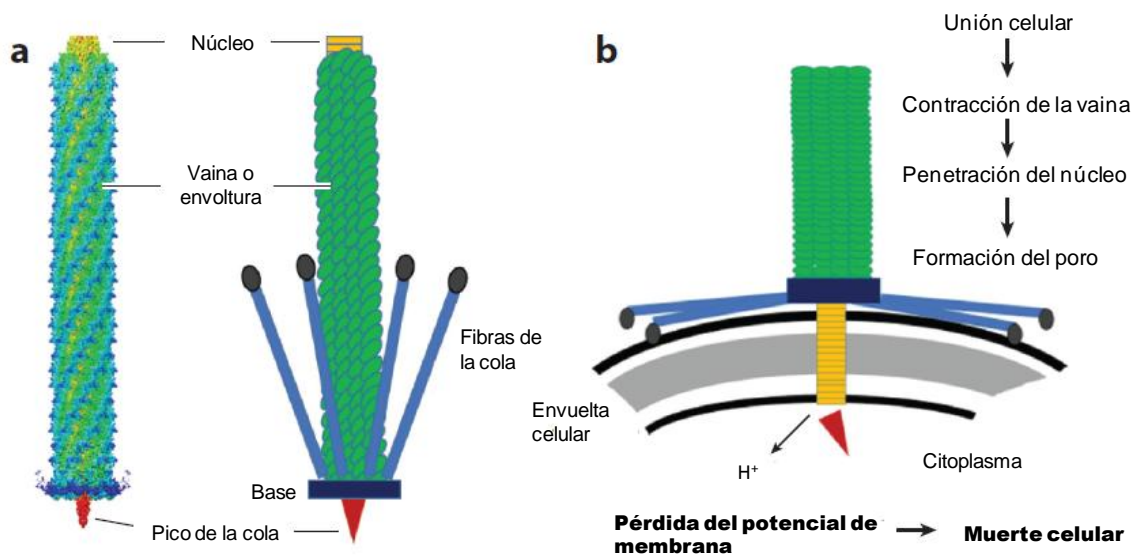 a
Núcleo
Vaina o
envoltura
Fibras de
la cola
Base
Pico de la cola
b
Unión celular
Contracción de la vaina
Penetración del núcleo
Formación del poro
Envuelta
celular
H⁺
Citoplasma
Pérdida del potencial de
membrana
Muerte celular